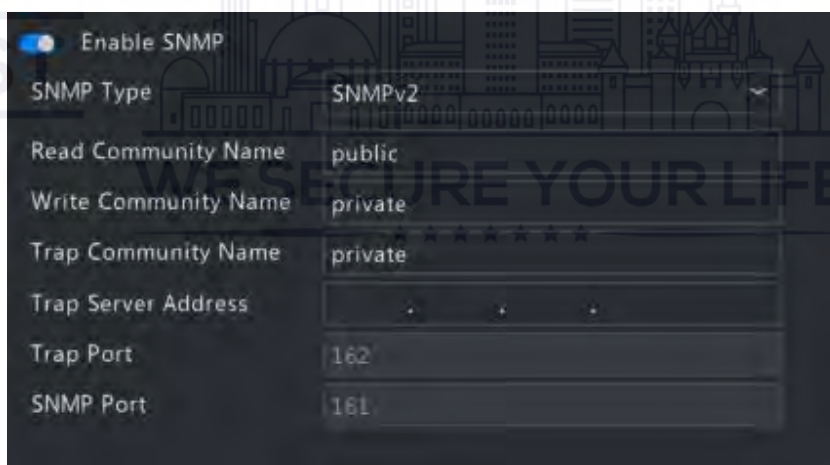 Enable SNMP
SNMP Type SNMPv2
WE SECURE YOUR LIFE
Read Community Name public
Write Community Name private
Trap Community Name private
Trap Server Address . . .
Trap Port 162
SNMP Port 161